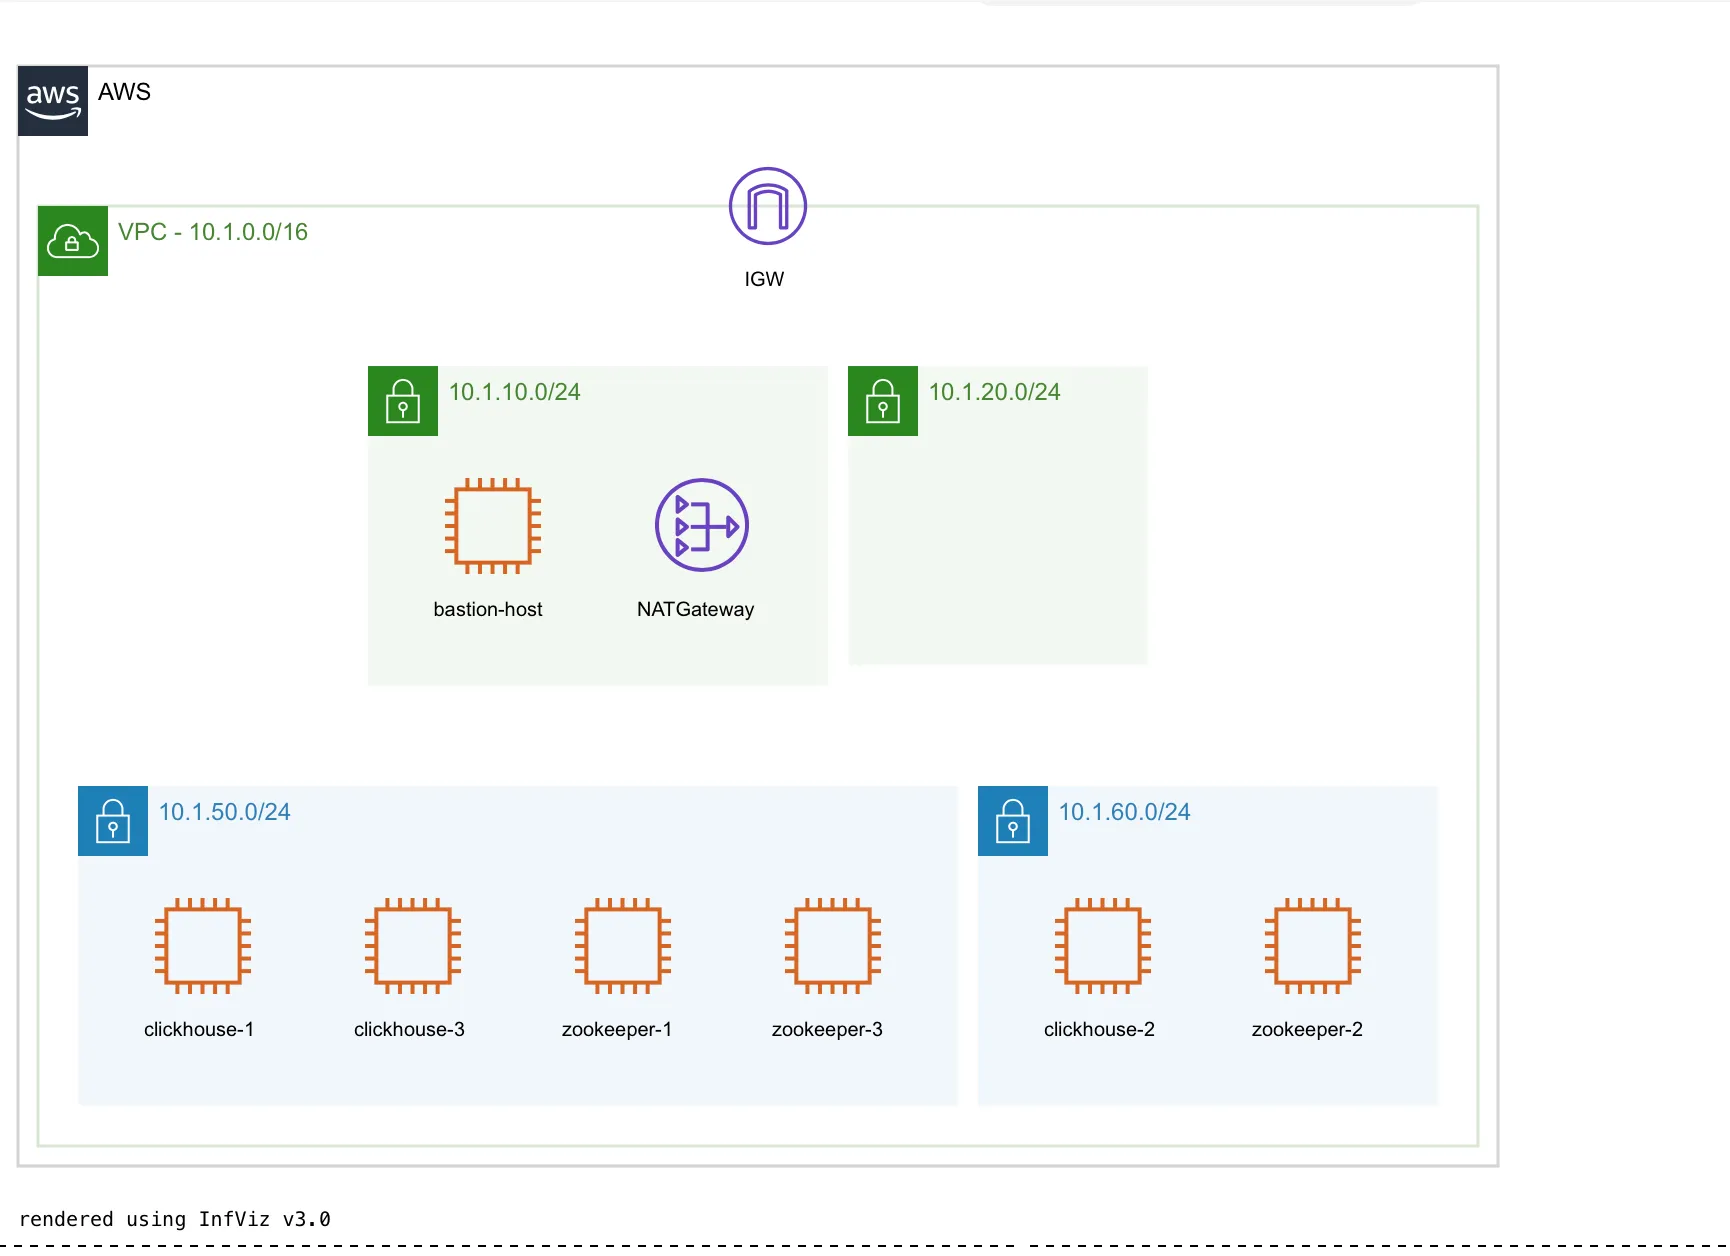 aws AWS
VPC - 10.1.0.0/16
IGW
10.1.10.0/24
bastion-host
NATGateway
10.1.20.0/24
10.1.50.0/24
clickhouse-1
clickhouse-3
zookeeper-1
zookeeper-3
10.1.60.0/24
clickhouse-2
zookeeper-2
rendered using InfViz v3.0